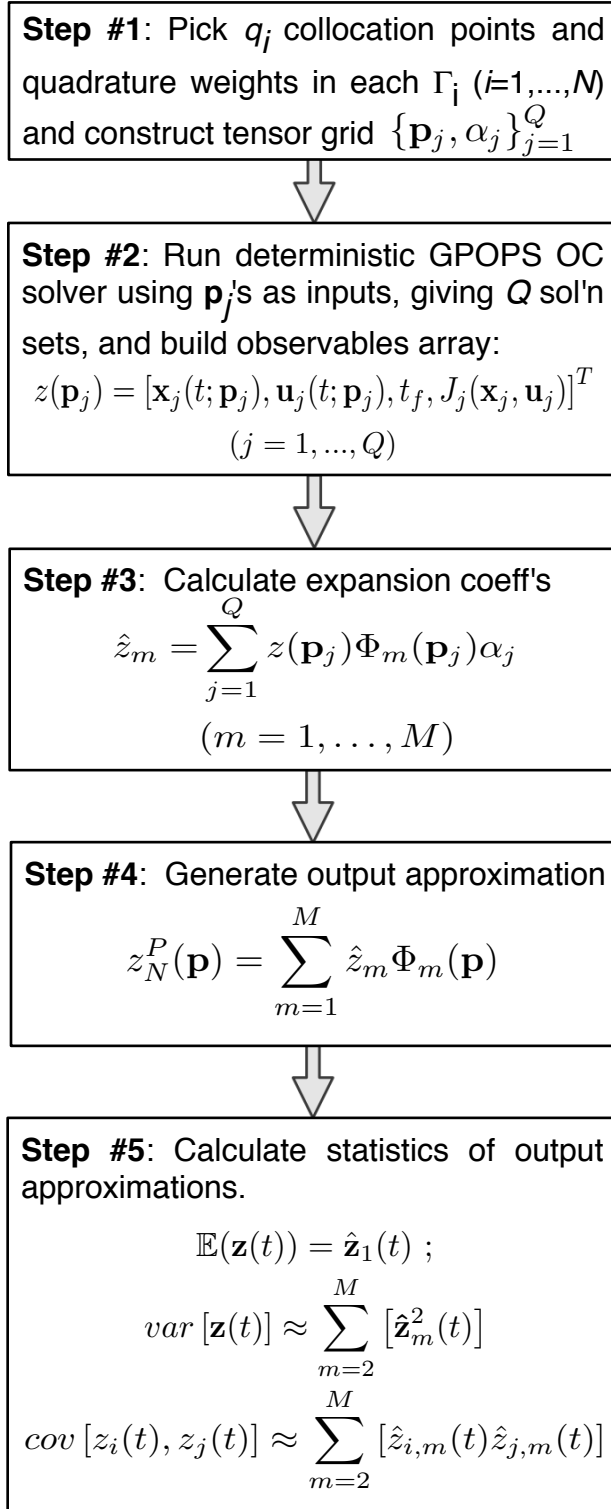 Step #1: Pick q_i collocation points and
quadrature weights in each Γ_i (i=1,...,N)
and construct tensor grid {p_j, α_j}_{j=1}^{Q}
Step #2: Run deterministic GPOPS OC
solver using p_j's as inputs, giving Q sol'n
sets, and build observables array:
z(p_j) = [x_j(t; p_j), u_j(t; p_j), t_f, J_j(x_j, u_j)]^T
(j = 1, ..., Q)
Step #3: Calculate expansion coeff's
ẑ_m = ∑_{j=1}^{Q} z(p_j)Φ_m(p_j)α_j
(m = 1, . . . , M)
Step #4: Generate output approximation
z_N^P(p) = ∑_{m=1}^{M} ẑ_m Φ_m(p)
Step #5: Calculate statistics of output
approximations.
𝔼(z(t)) = ẑ_1(t) ;
var [z(t)] ≈ ∑_{m=2}^{M} [ẑ_m^2(t)]
cov [z_i(t), z_j(t)] ≈ ∑_{m=2}^{M} [ẑ_{i,m}(t)ẑ_{j,m}(t)]